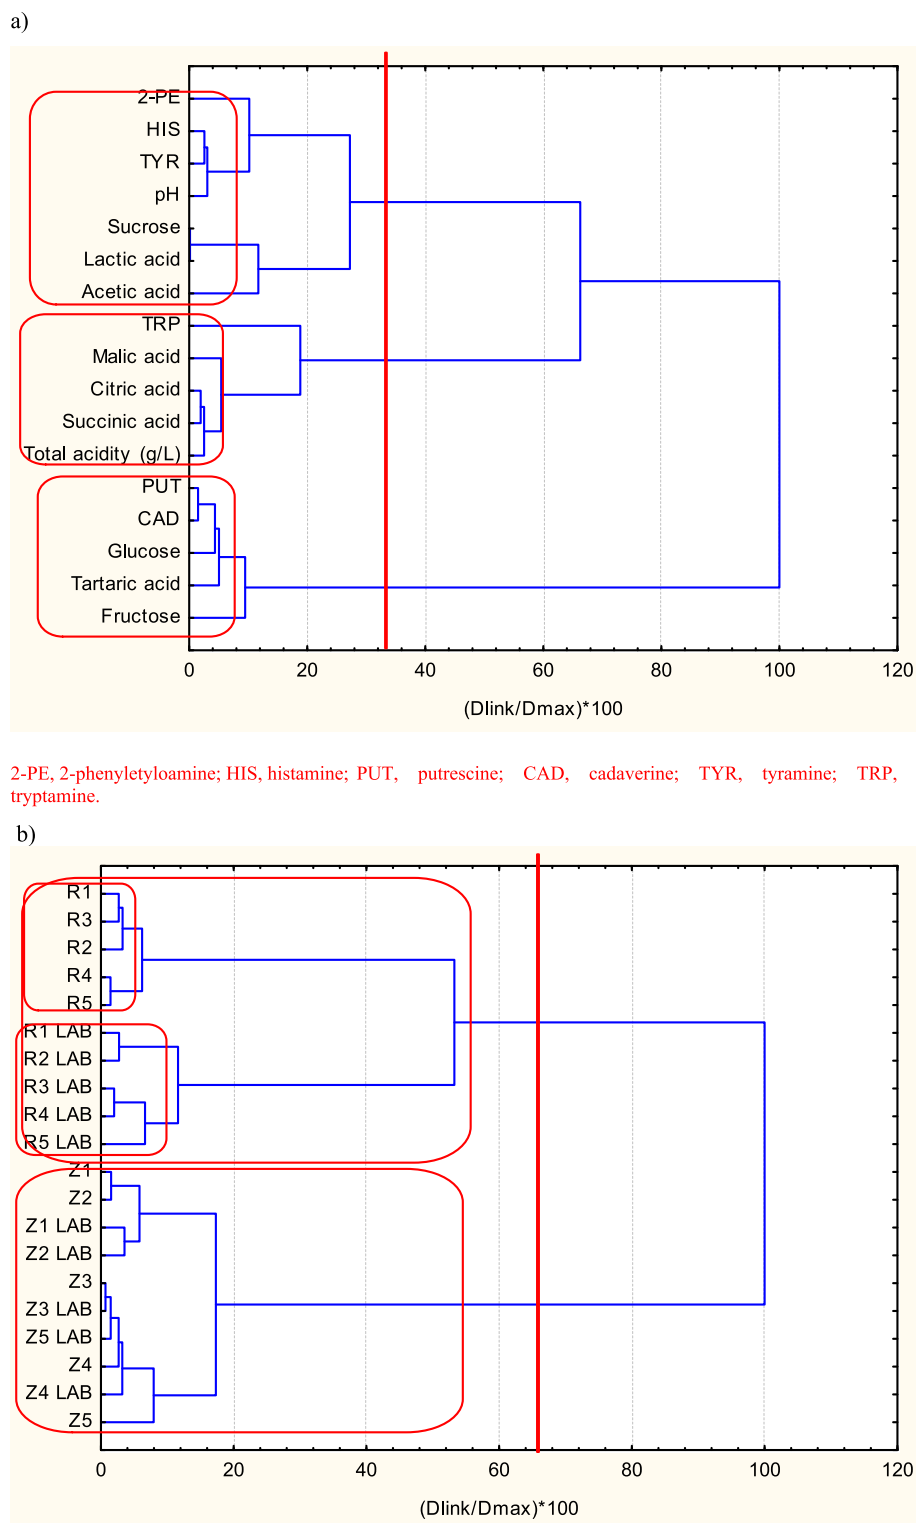 a)
2-PE
HIS
TYR
pH
Sucrose
Lactic acid
Acetic acid
TRP
Malic acid
Citric acid
Succinic acid
Total acidity (g/L)
PUT
CAD
Glucose
Tartaric acid
Fructose
0 20 40 60 80 100 120
(Dlink/Dmax)*100
2-PE, 2-phenyletyloamine; HIS, histamine; PUT, putrescine; CAD, cadaverine; TYR, tyramine; TRP,
tryptamine.
b)
R1
R3
R2
R4
R5
R1 LAB
R2 LAB
R3 LAB
R4 LAB
R5 LAB
Z1
Z2
Z1 LAB
Z2 LAB
Z3
Z3 LAB
Z5 LAB
Z4
Z4 LAB
Z5
0 20 40 60 80 100 120
(Dlink/Dmax)*100